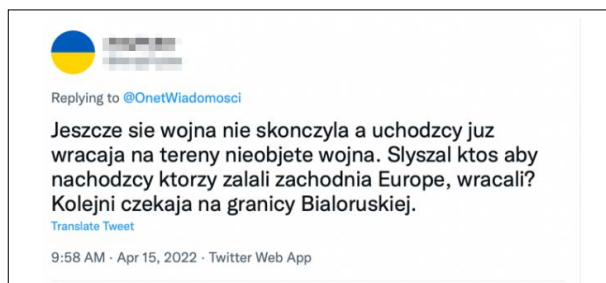 Replying to @OnetWiadomosci
Jeszcze sie wojna nie skonczyla a uchodzcy juz
wracaja na tereny nieobjete wojna. Slyszal ktos aby
nachodzcy ktorzy zalali zachodnia Europe, wracali?
Kolejni czekaja na granicy Bialoruskiej.
Translate Tweet
9:58 AM · Apr 15, 2022 · Twitter Web App